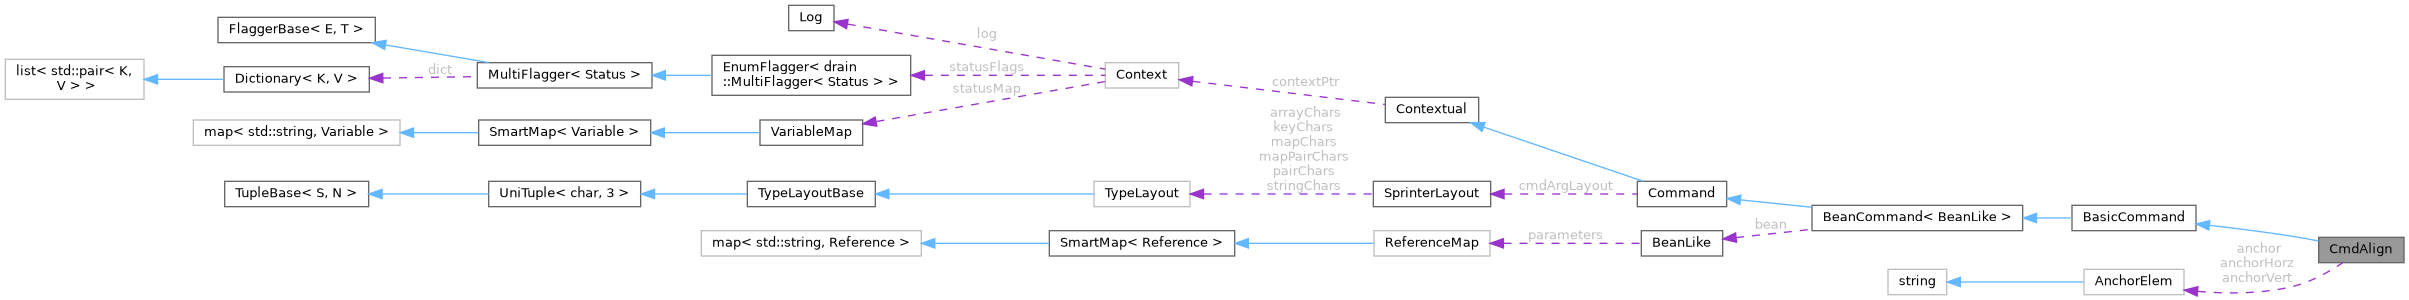 Log
FlaggerBase< E, T >
log
list< std::pair< K,
V > >
Dictionary< K, V >
dict
MultiFlagger< Status >
EnumFlagger< drain
::MultiFlagger< Status > >
statusFlags
statusMap
Context
contextPtr
Contextual
map< std::string, Variable >
SmartMap< Variable >
VariableMap
arrayChars
keyChars
mapChars
mapPairChars
pairChars
stringChars
TupleBase< S, N >
UniTuple< char, 3 >
TypeLayoutBase
TypeLayout
SprinterLayout
cmdArgLayout
Command
BeanCommand< BeanLike >
BasicCommand
map< std::string, Reference >
SmartMap< Reference >
ReferenceMap
parameters
BeanLike
bean
CmdAlign
anchor
anchorHorz
anchorVert
string
AnchorElem